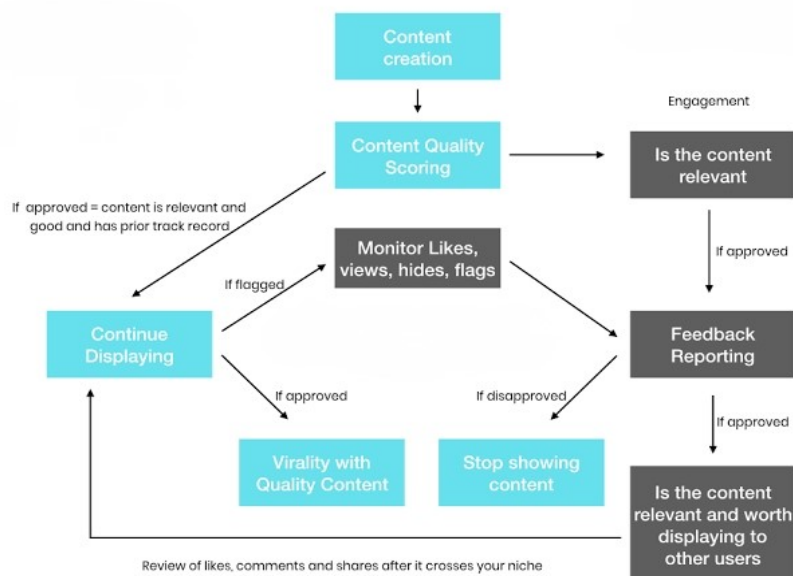 Content
creation
Engagement
Content Quality
Scoring
Is the content
relevant
If approved = content is relevant and
good and has prior track record
Monitor Likes,
views, hides, flags
If approved
If flagged
Continue
Displaying
Feedback
Reporting
If approved
If disapproved
If approved
Virality with
Quality Content
Stop showing
content
Is the content
relevant and worth
displaying to
other users
Review of likes, comments and shares after it crosses your niche